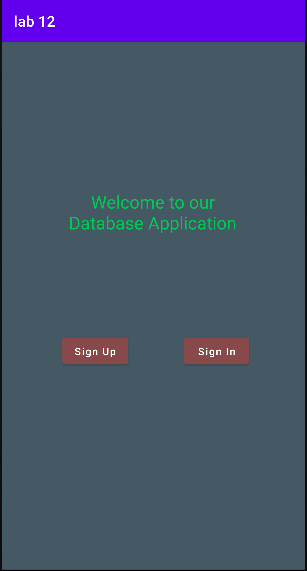 lab 12
Welcome to our
Database Application
Sign Up
Sign In